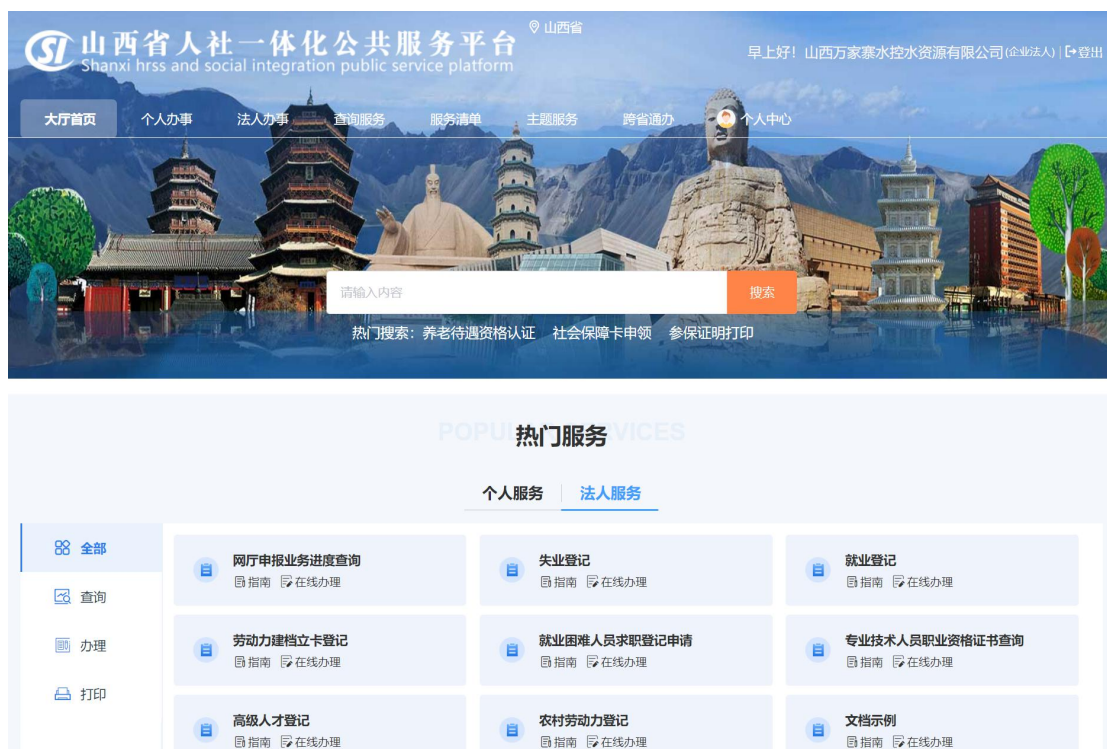 山西省
山西省人社一体化公共服务平台
Shanxi hrss and social integration public service platform
早上好！山西万家寨水控水资源有限公司(企业法人) | 登出
大厅首页 个人办事 法人办事 查询服务 服务清单 主题服务 跨省通办 个人中心
请输入内容 搜索
热门搜索：养老待遇资格认证 社会保障卡申领 参保证明打印
热门服务
个人服务 法人服务
全部
查询
办理
打印
网厅申报业务进度查询
指南 在线办理
失业登记
指南 在线办理
就业登记
指南 在线办理
劳动力建档立卡登记
指南 在线办理
就业困难人员求职登记申请
指南 在线办理
专业技术人员职业资格证书查询
指南 在线办理
高级人才登记
指南 在线办理
农村劳动力登记
指南 在线办理
文档示例
指南 在线办理